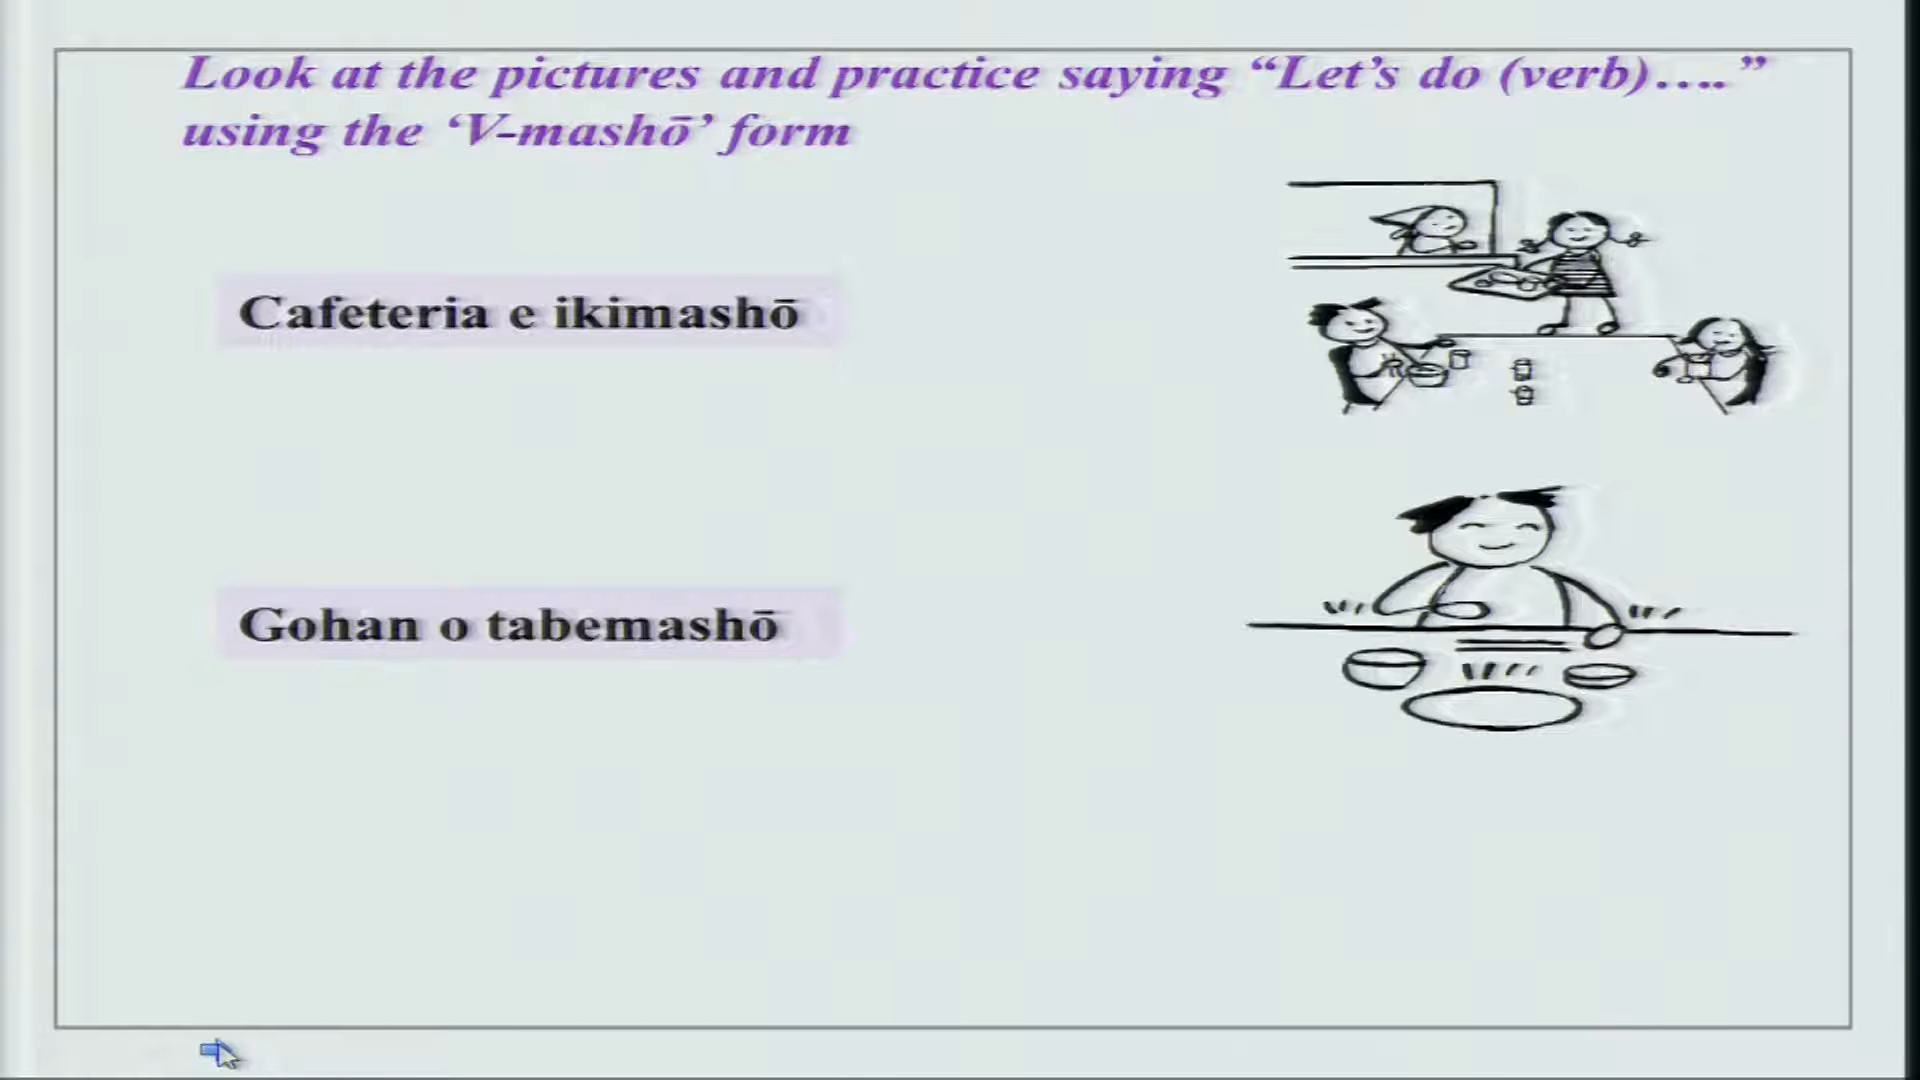 Look at the pictures and practice saying “Let’s do (verb)….”
using the ‘V-mashō’ form
Cafeteria e ikimashō
Gohan o tabemashō